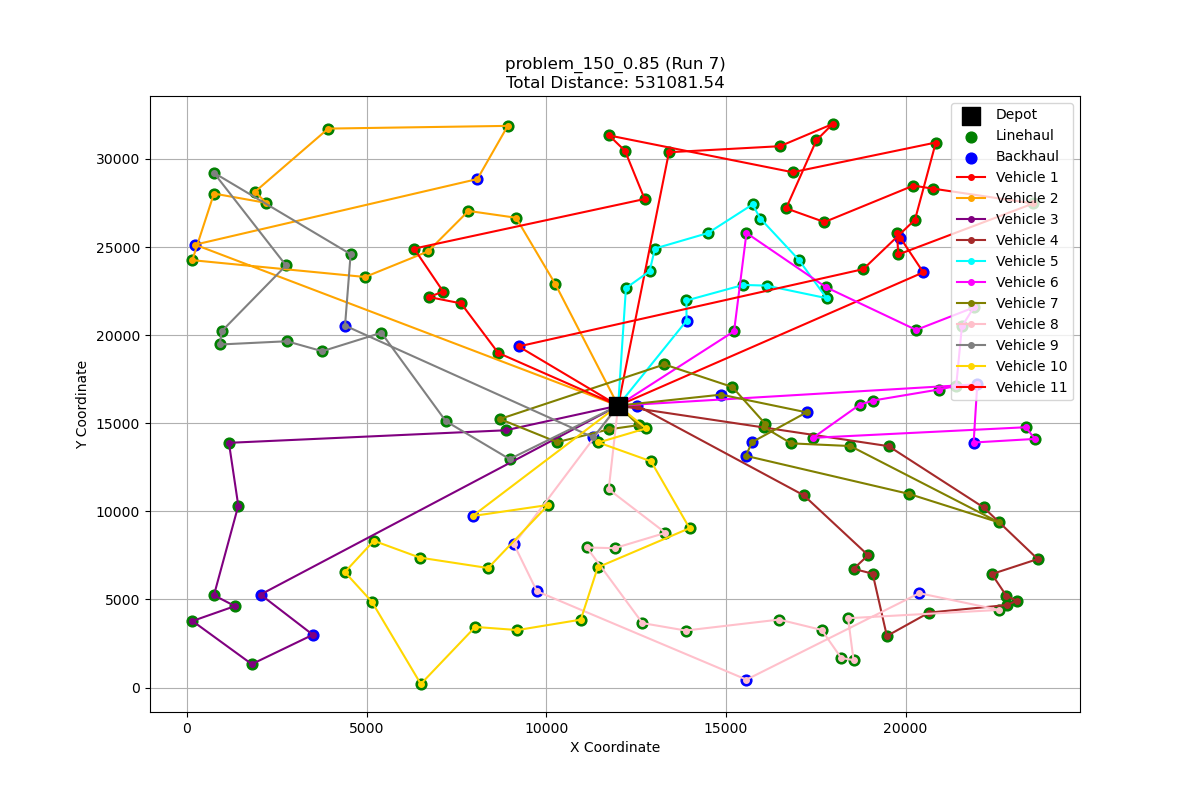 problem_150_0.85 (Run 7)
Total Distance: 531081.54
Y Coordinate
30000
25000
20000
15000
10000
5000
0
Depot
Linehaul
Backhaul
Vehicle 1
Vehicle 2
Vehicle 3
Vehicle 4
Vehicle 5
Vehicle 6
Vehicle 7
Vehicle 8
Vehicle 9
Vehicle 10
Vehicle 11
0 5000 10000 15000 20000
X Coordinate